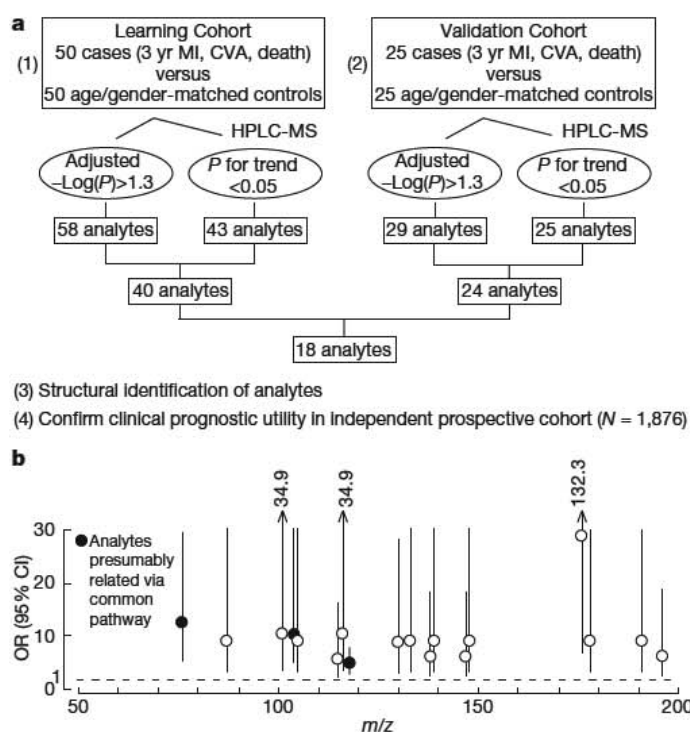 a
Learning Cohort
(1) 50 cases (3 yr MI, CVA, death)
versus
50 age/gender-matched controls
Validation Cohort
(2) 25 cases (3 yr MI, CVA, death)
versus
25 age/gender-matched controls
HPLC-MS
HPLC-MS
Adjusted
–Log(P)>1.3
P for trend
<0.05
Adjusted
–Log(P)>1.3
P for trend
<0.05
58 analytes
43 analytes
29 analytes
25 analytes
40 analytes
24 analytes
18 analytes
(3) Structural identification of analytes
(4) Confirm clinical prognostic utility in independent prospective cohort (N = 1,876)
b
34.9
34.9
132.3
OR (95% CI)
30
20
10
1
0
Analytes
presumably
related via
common
pathway
50
100
150
200
m/z